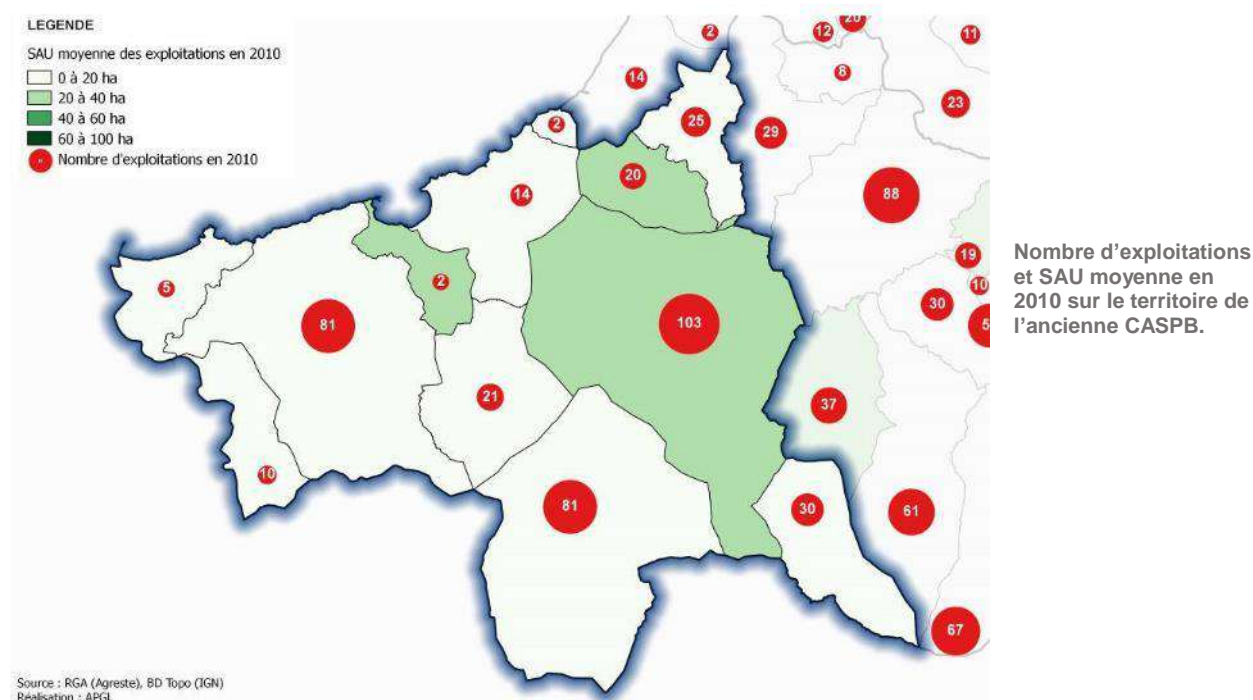 LEGENDE
SAU moyenne des exploitations en 2010
0 à 20 ha
20 à 40 ha
40 à 60 ha
60 à 100 ha
Nombre d'exploitations en 2010
2
12
20
11
14
8
23
2
25
29
14
20
88
5
2
19
10
30
81
103
5
21
37
10
81
30
61
67
Nombre d’exploitations
et SAU moyenne en
2010 sur le territoire de
l’ancienne CASPB.
Source : RGA (Agreste), BD Topo (IGN)
Réalisation : APGL